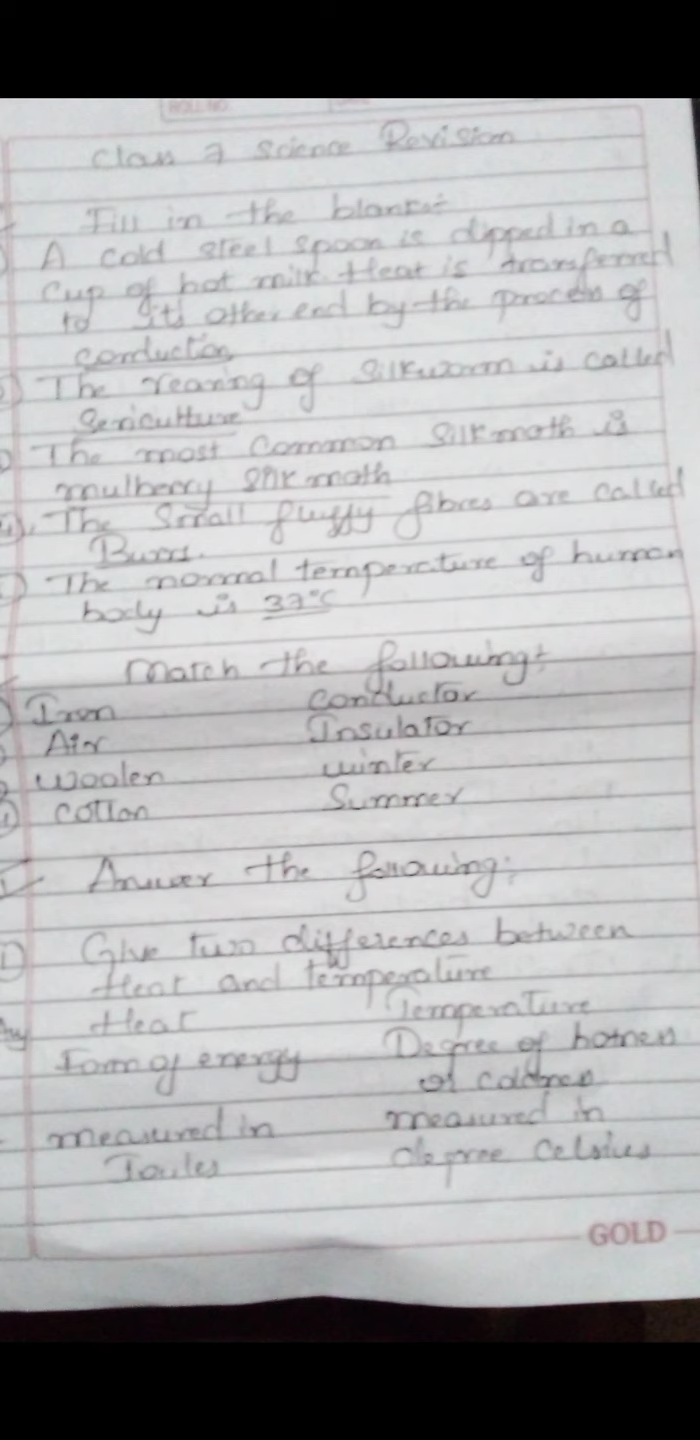 ROLL NO.
Class 7 Science Revision
Fill in the blanks:
A cold steel spoon is dipped in a
Cup of hot milk. Heat is transferred
to its other end by the process of
conduction
The rearing of silkworm is called
Sericulture
The most common silk moth is
mulberry silk moth
The small fluffy fibres are called
Burrs.
The normal temperature of human
body is 37°C
Match the following:
Iron Conductor
Air Insulator
woolen winter
cotton Summer
Answer the following:
1) Give two differences between
Heat and temperature
Ans Heat Temperature
Form of energy Degree of hotness
of coldness
measured in measured in
Joules degree Celsius
GOLD